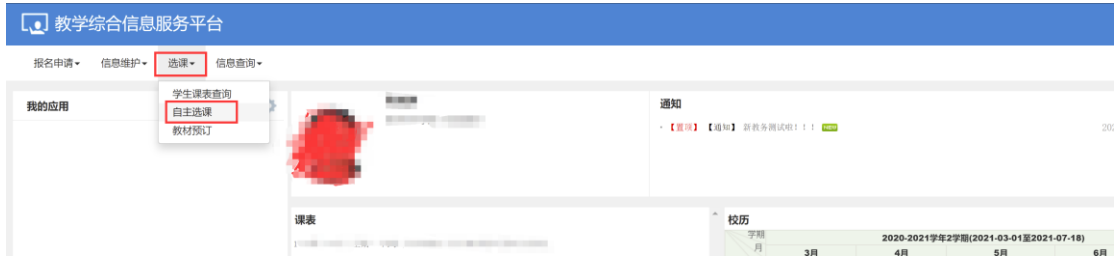 教学综合信息服务平台
报名申请 信息维护 选课 信息查询
学生课表查询
自主选课
教材预订
我的应用
通知
【置顶】【通知】新教务测试啦！！！
202
课表
校历
学期
月
2020-2021学年2学期(2021-03-01至2021-07-18)
3月 4月 5月 6月